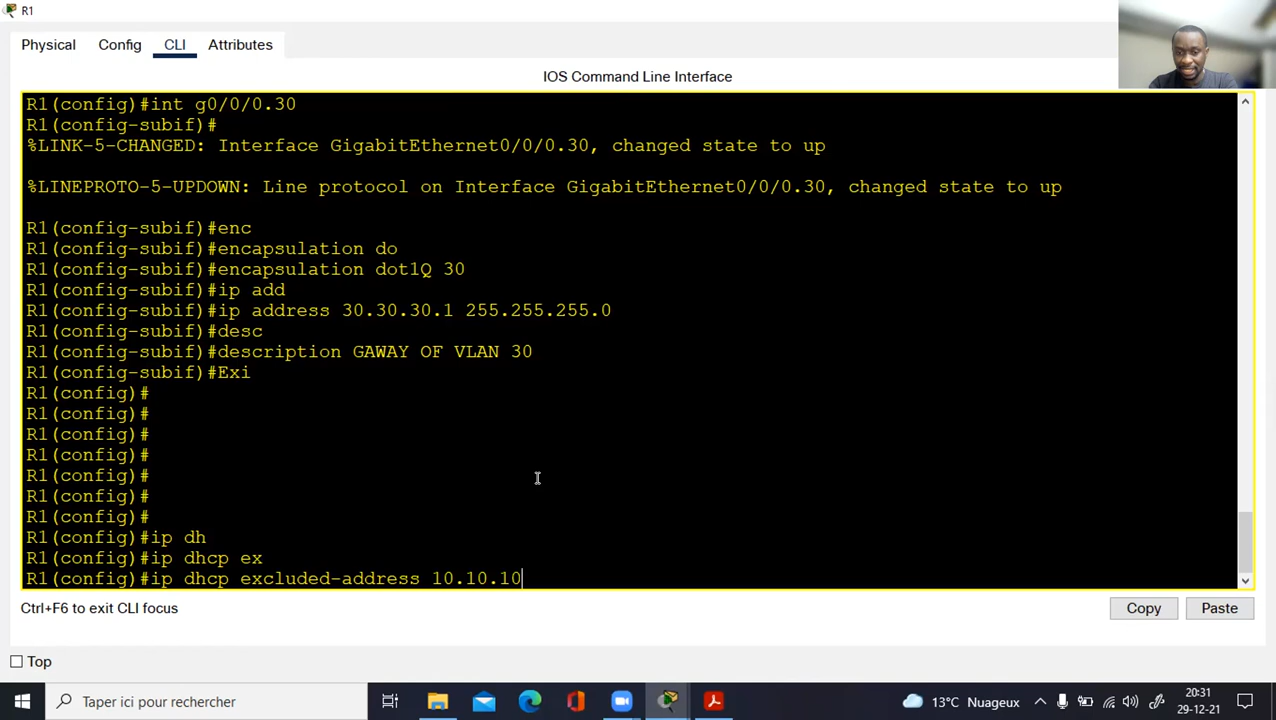 R1
Physical Config CLI Attributes
IOS Command Line Interface
R1(config)#int g0/0/0.30
R1(config-subif)#
%LINK-5-CHANGED: Interface GigabitEthernet0/0/0.30, changed state to up
%LINEPROTO-5-UPDOWN: Line protocol on Interface GigabitEthernet0/0/0.30, changed state to up
R1(config-subif)#enc
R1(config-subif)#encapsulation do
R1(config-subif)#encapsulation dot1Q 30
R1(config-subif)#ip add
R1(config-subif)#ip address 30.30.30.1 255.255.255.0
R1(config-subif)#desc
R1(config-subif)#description GAWAY OF VLAN 30
R1(config-subif)#Exi
R1(config)#
R1(config)#
R1(config)#
R1(config)#
R1(config)#
R1(config)#
R1(config)#
R1(config)#ip dh
R1(config)#ip dhcp ex
R1(config)#ip dhcp excluded-address 10.10.10
Ctrl+F6 to exit CLI focus
Copy Paste
Top
Taper ici pour rechercher
13°C Nuageux
20:31
29-12-21